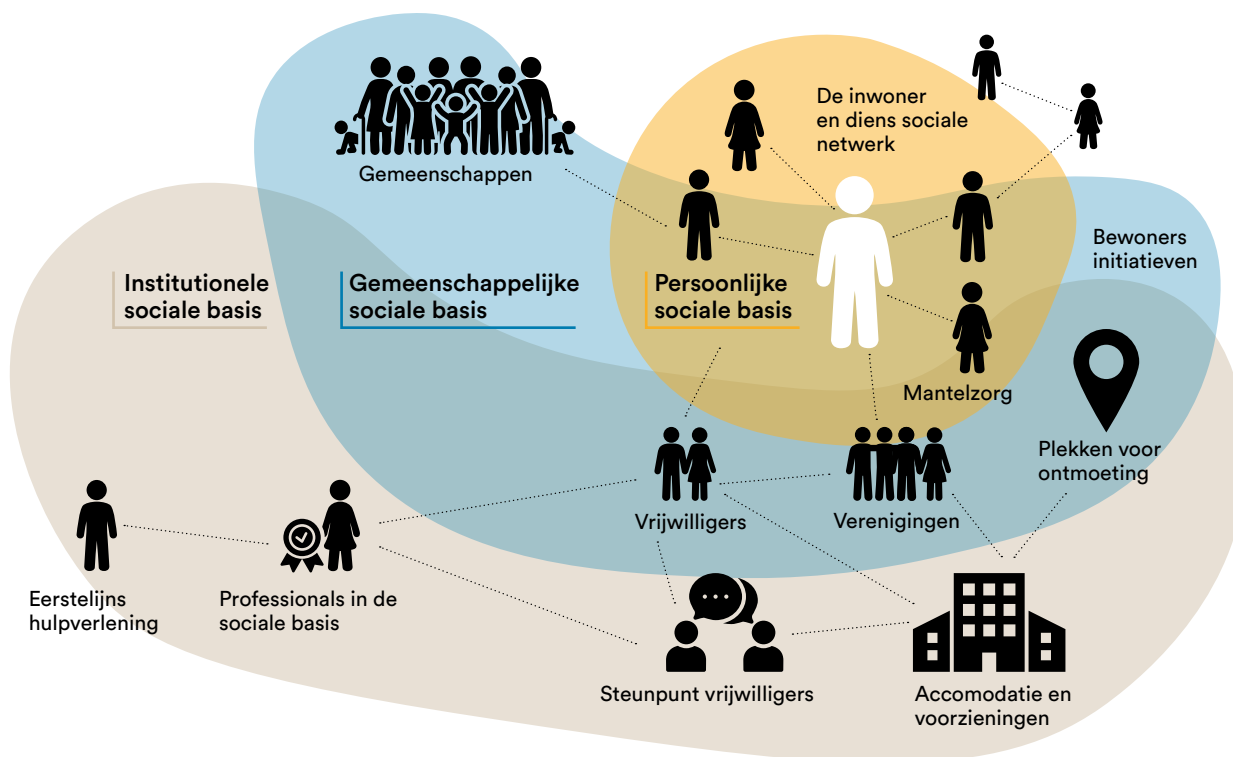 De inwoner
en diens sociale
netwerk
Gemeenschappen
Bewoners
initiatieven
Institutionele
sociale basis
Gemeenschappelijke
sociale basis
Persoonlijke
sociale basis
Mantelzorg
Plekken voor
ontmoeting
Vrijwilligers
Verenigingen
Eerstelijns
hulpverlening
Professionals in de
sociale basis
Steunpunt vrijwilligers
Accomodatie en
voorzieningen